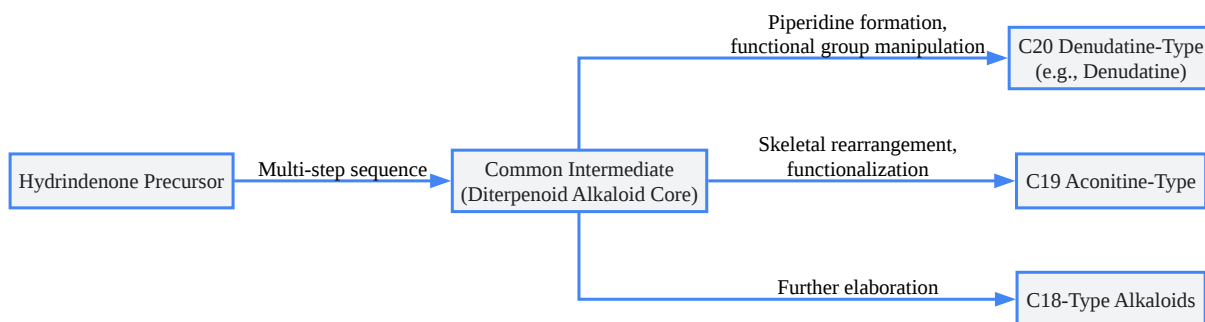 Piperidine formation,
functional group manipulation
C20 Denudatine-Type
(e.g., Denudatine)
Hydrindenone Precursor
Multi-step sequence
Common Intermediate
(Diterpenoid Alkaloid Core)
Skeletal rearrangement,
functionalization
C19 Aconitine-Type
Further elaboration
C18-Type Alkaloids